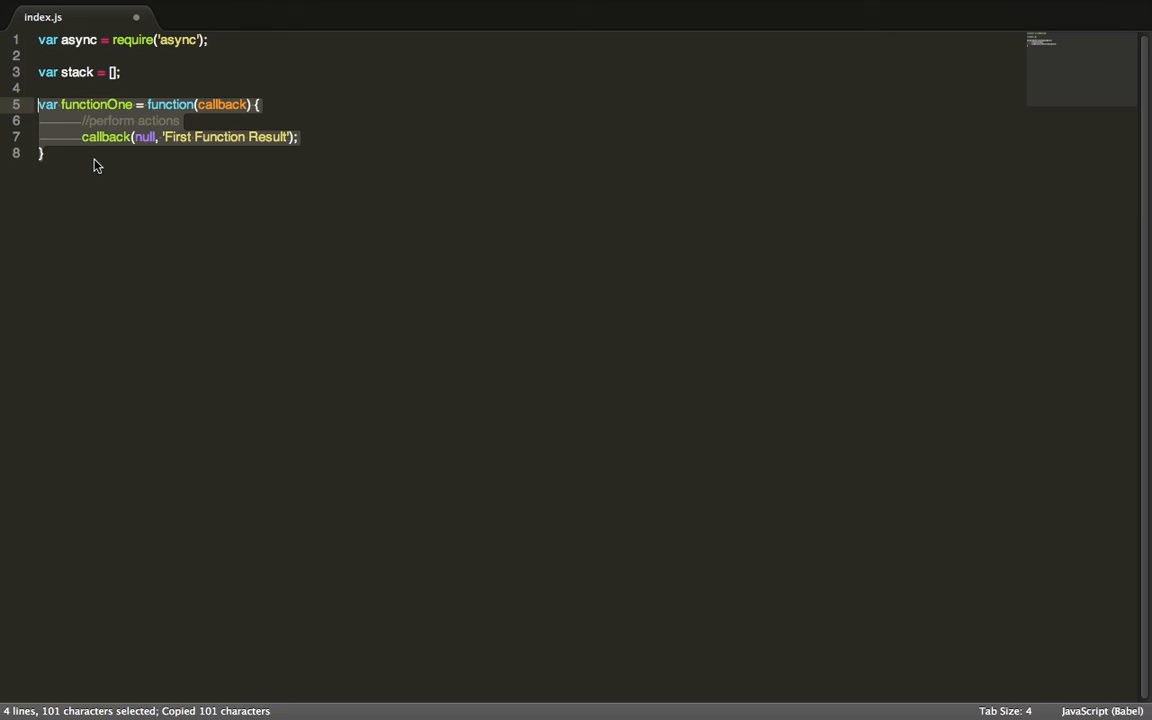 index.js
1 var async = require('async');
2
3 var stack = [];
4
5 var functionOne = function(callback) {
6 //perform actions
7 callback(null, 'First Function Result');
8 }
4 lines, 101 characters selected; Copied 101 characters Tab Size: 4 JavaScript (Babel)